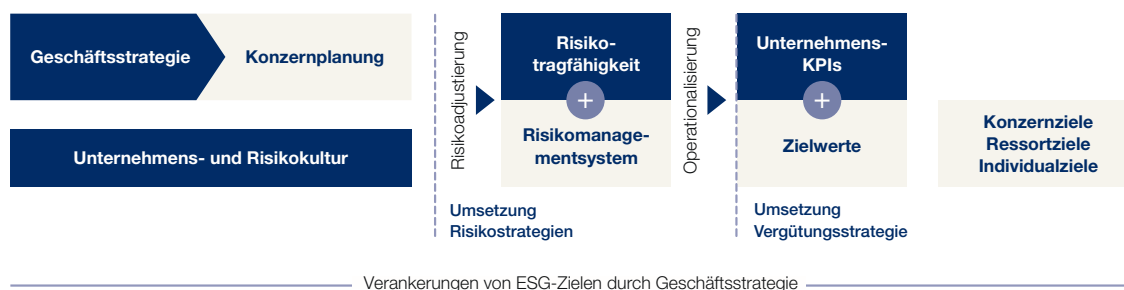 Geschäftsstrategie
Konzernplanung
Unternehmens- und Risikokultur
Risikoadjustierung
Risiko-
tragfähigkeit
+
Risikomanage-
mentsystem
Umsetzung
Risikostrategien
Operationalisierung
Unternehmens-
KPIs
+
Zielwerte
Umsetzung
Vergütungsstrategie
Konzernziele
Ressortziele
Individualziele
Verankerungen von ESG-Zielen durch Geschäftsstrategie